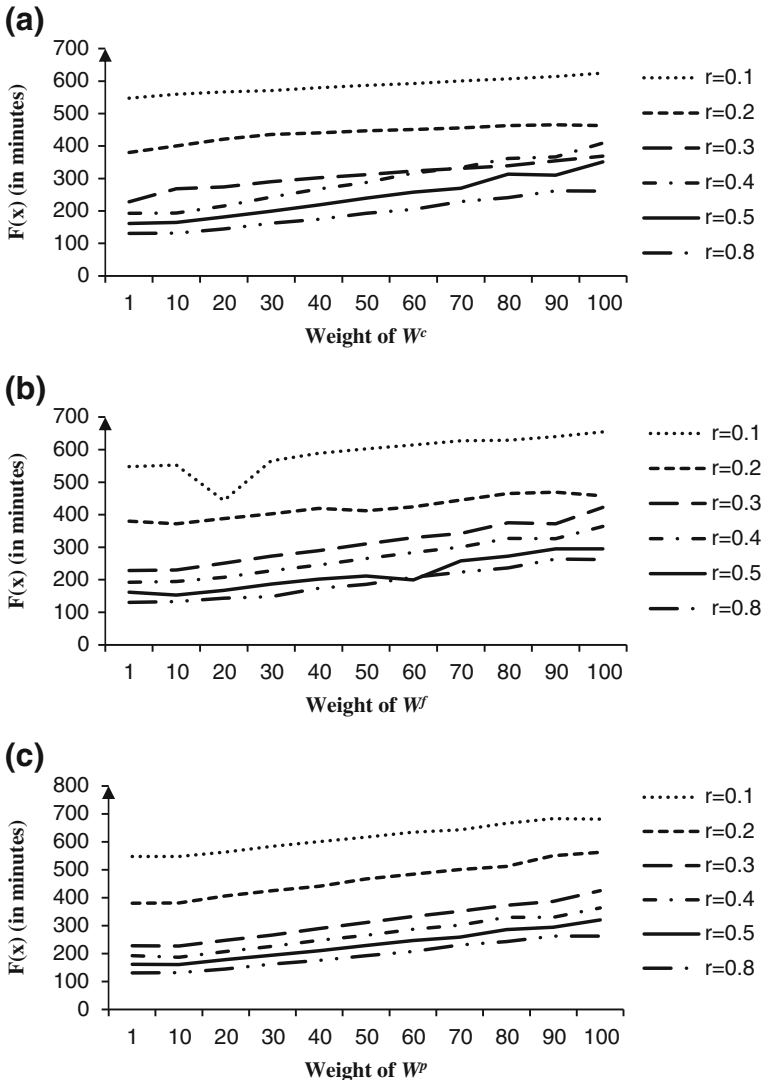 (a)
700
600
500
400
300
200
100
0
F(x) (in minutes)
1 10 20 30 40 50 60 70 80 90 100
Weight of Wᶜ
r=0.1
r=0.2
r=0.3
r=0.4
r=0.5
r=0.8
(b)
700
600
500
400
300
200
100
0
F(x) (in minutes)
1 10 20 30 40 50 60 70 80 90 100
Weight of Wᶠ
r=0.1
r=0.2
r=0.3
r=0.4
r=0.5
r=0.8
(c)
800
700
600
500
400
300
200
100
0
F(x) (in minutes)
1 10 20 30 40 50 60 70 80 90 100
Weight of Wᵖ
r=0.1
r=0.2
r=0.3
r=0.4
r=0.5
r=0.8